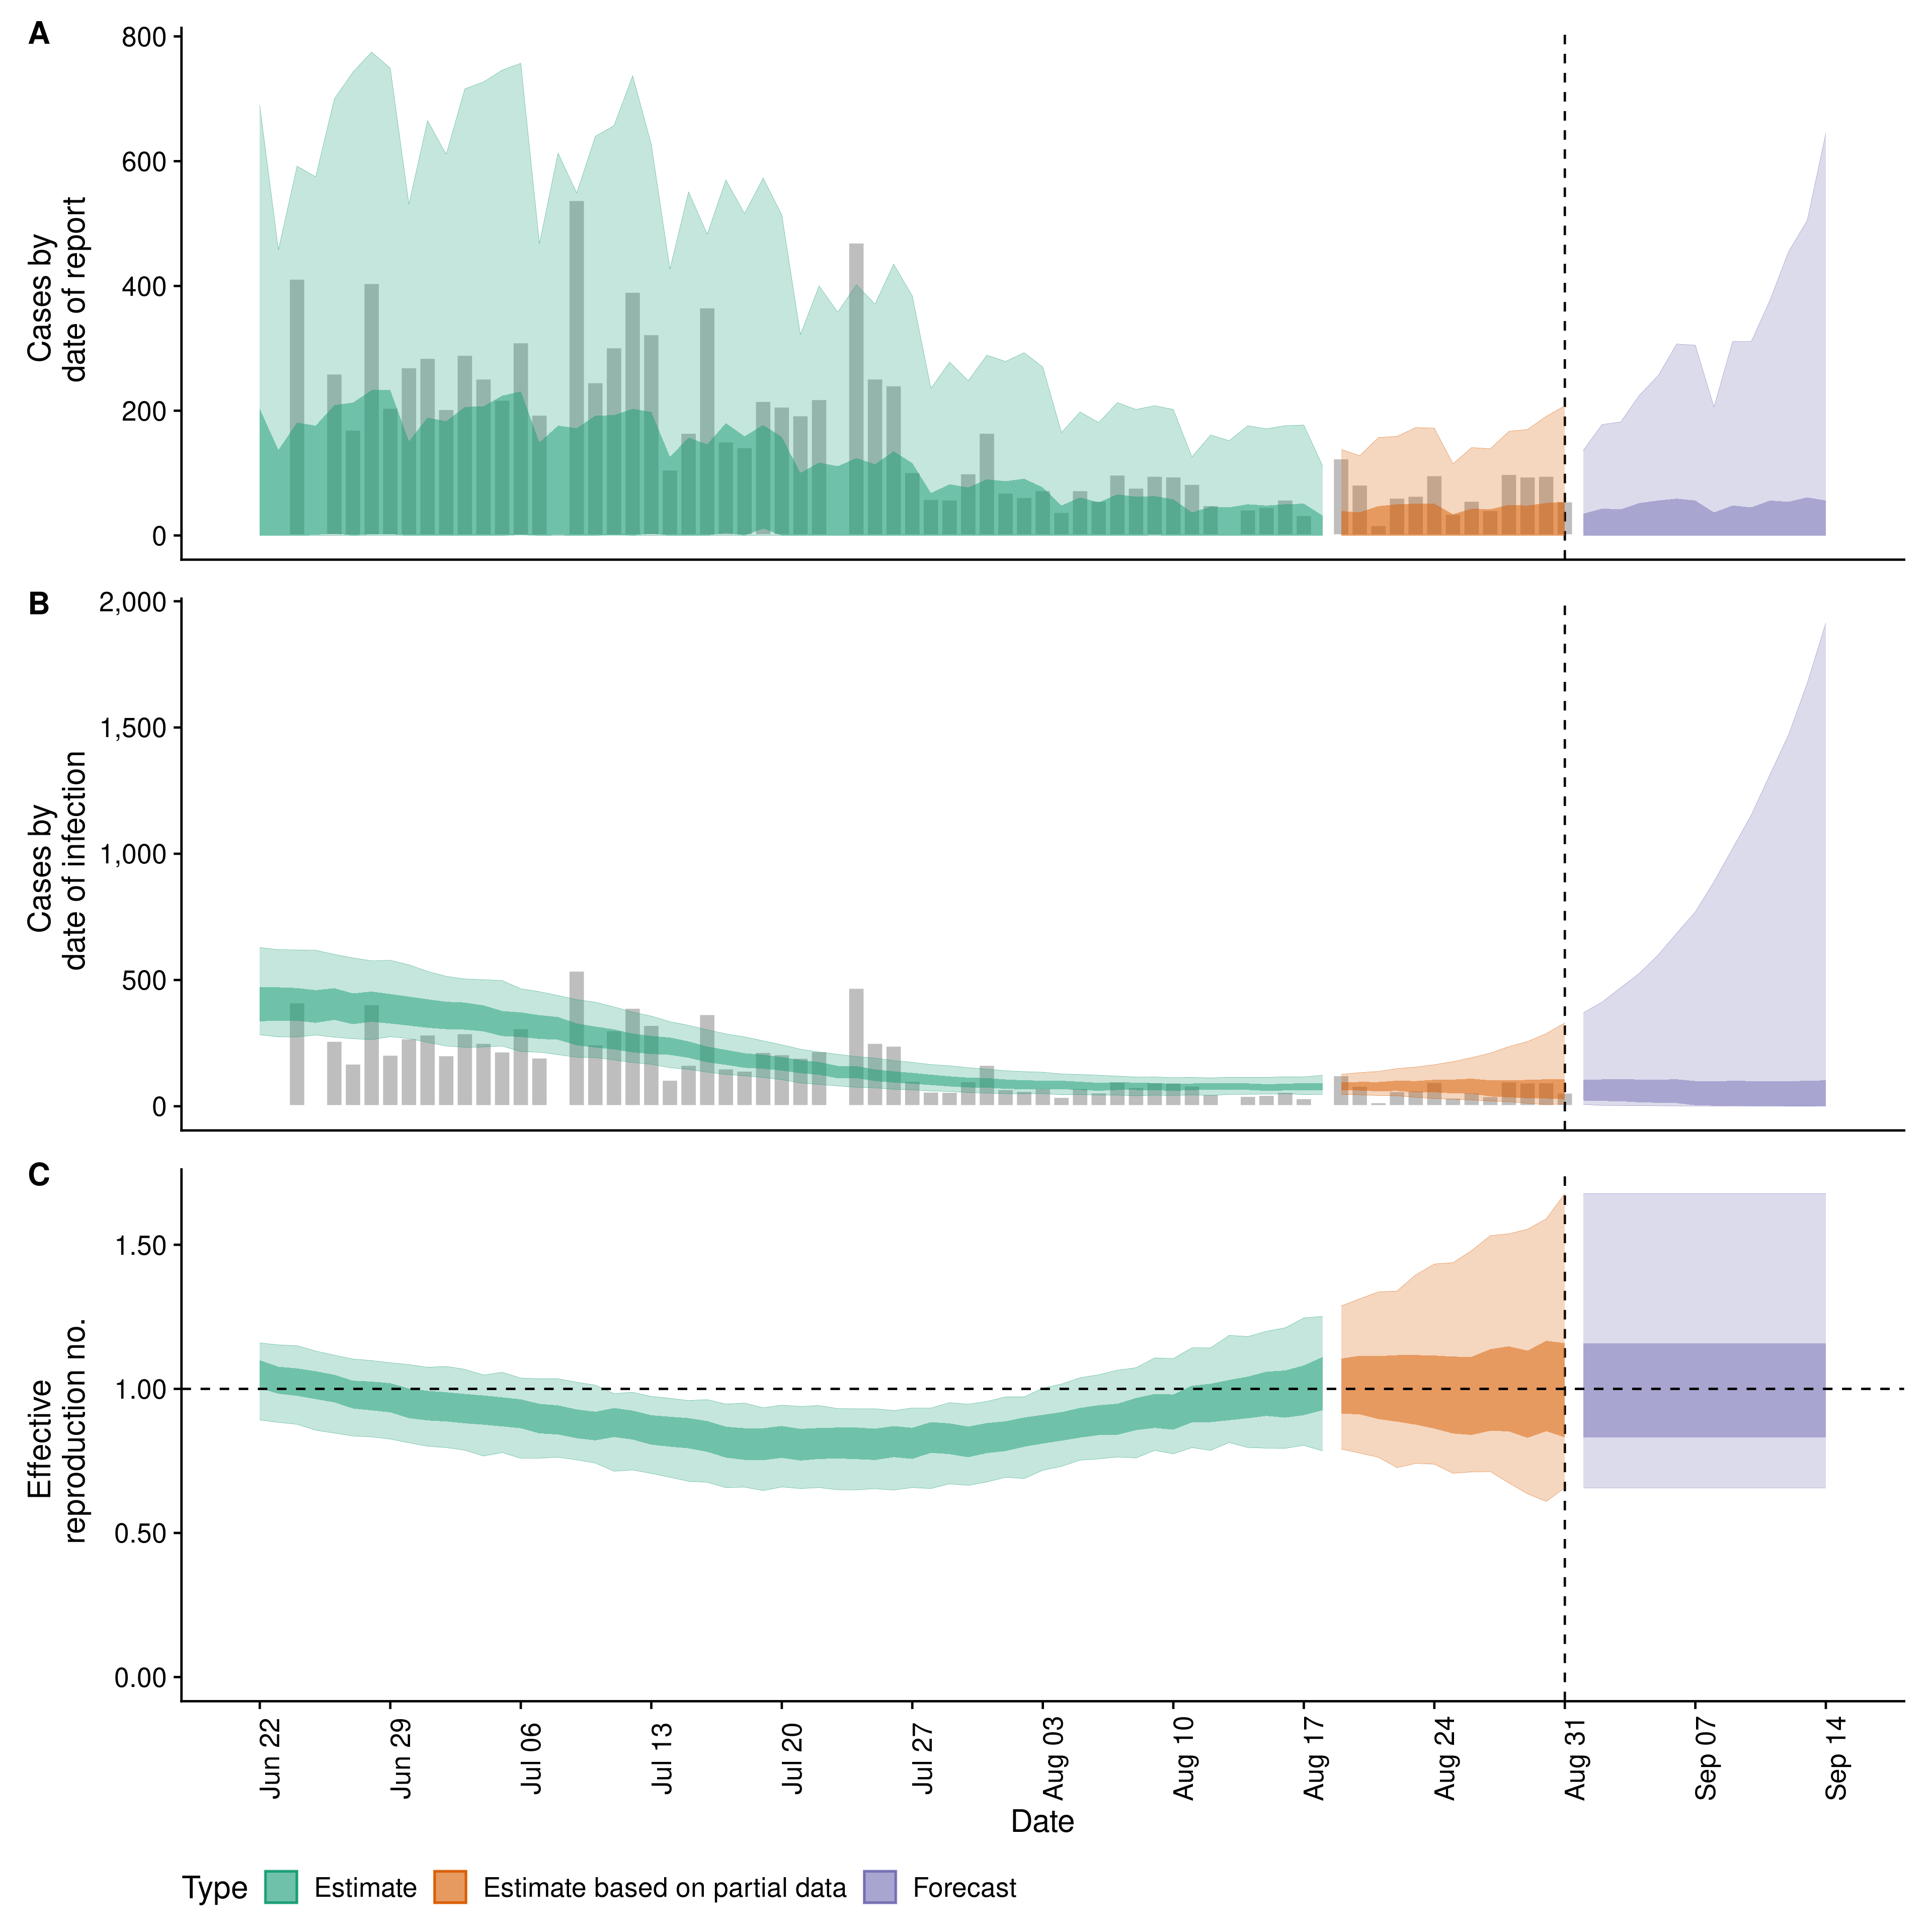 A
800
600
400
200
0
Cases by
date of report
B
2,000
1,500
1,000
500
0
Cases by
date of infection
C
1.50
1.00
0.50
0.00
Effective
reproduction no.
Jun 22
Jun 29
Jul 06
Jul 13
Jul 20
Jul 27
Aug 03
Aug 10
Aug 17
Aug 24
Aug 31
Sep 07
Sep 14
Date
Type Estimate Estimate based on partial data Forecast